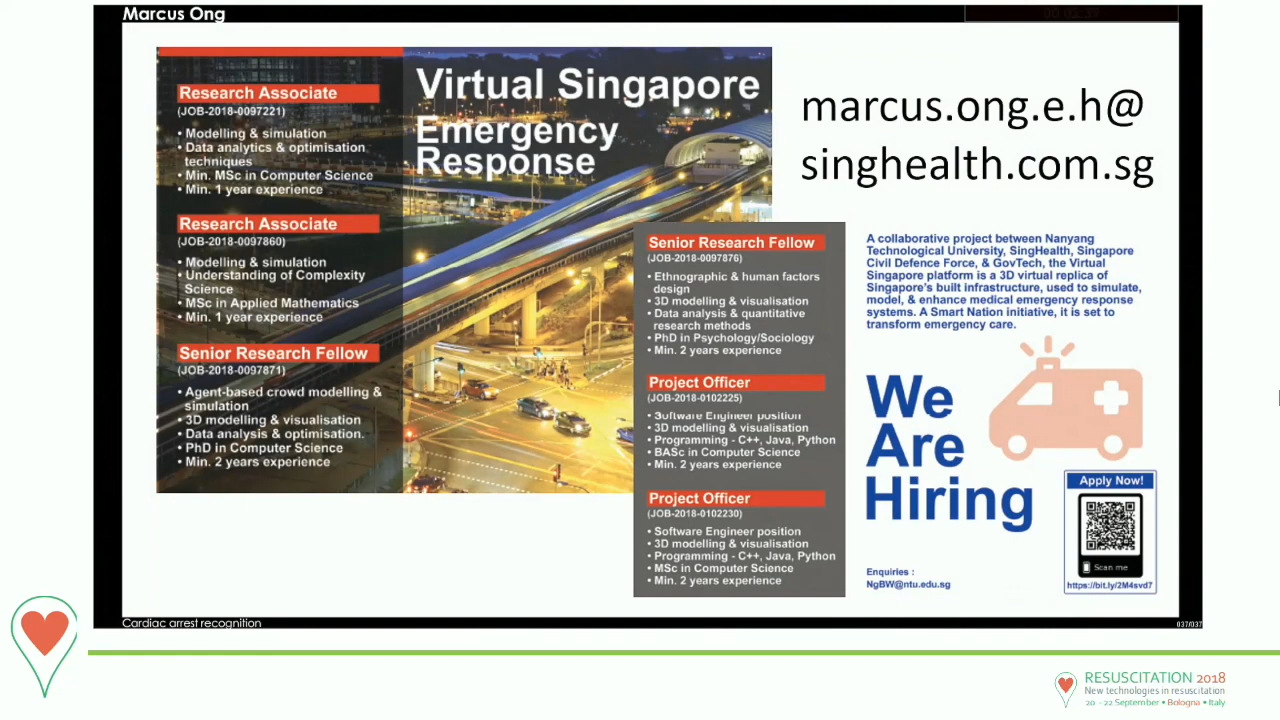 Marcus Ong
Virtual Singapore
Emergency
Response
Research Associate
(JOB-2018-0097221)
• Modelling & simulation
• Data analytics & optimisation
techniques
• Min. MSc in Computer Science
• Min. 1 year experience
Research Associate
(JOB-2018-0097860)
• Modelling & simulation
• Understanding of Complexity
Science
• MSc in Applied Mathematics
• Min. 1 year experience
Senior Research Fellow
(JOB-2018-0097871)
• Agent-based crowd modelling &
simulation
• 3D modelling & visualisation
• Data analysis & optimisation.
• PhD in Computer Science
• Min. 2 years experience
Senior Research Fellow
(JOB-2018-0097876)
• Ethnographic & human factors
design
• 3D modelling & visualisation
• Data analysis & quantitative
research methods
• PhD in Psychology/Sociology
• Min. 2 years experience
Project Officer
(JOB-2018-0102225)
• Software Engineer position
• 3D modelling & visualisation
• Programming - C++, Java, Python
• BASc in Computer Science
• Min. 2 years experience
Project Officer
(JOB-2018-0102230)
• Software Engineer position
• 3D modelling & visualisation
• Programming - C++, Java, Python
• MSc in Computer Science
• Min. 2 years experience
marcus.ong.e.h@
singhealth.com.sg
A collaborative project between Nanyang
Technological University, SingHealth, Singapore
Civil Defence Force, & GovTech, the Virtual
Singapore platform is a 3D virtual replica of
Singapore's built infrastructure, used to simulate,
model, & enhance medical emergency response
systems. A Smart Nation initiative, it is set to
transform emergency care.
We
Are
Hiring
Apply Now!
Scan me
https://bit.ly/2M4svd7
Enquiries :
NgBW@ntu.edu.sg
Cardiac arrest recognition
037/037
RESUSCITATION 2018
New technologies in resuscitation
20 - 22 September • Bologna • Italy